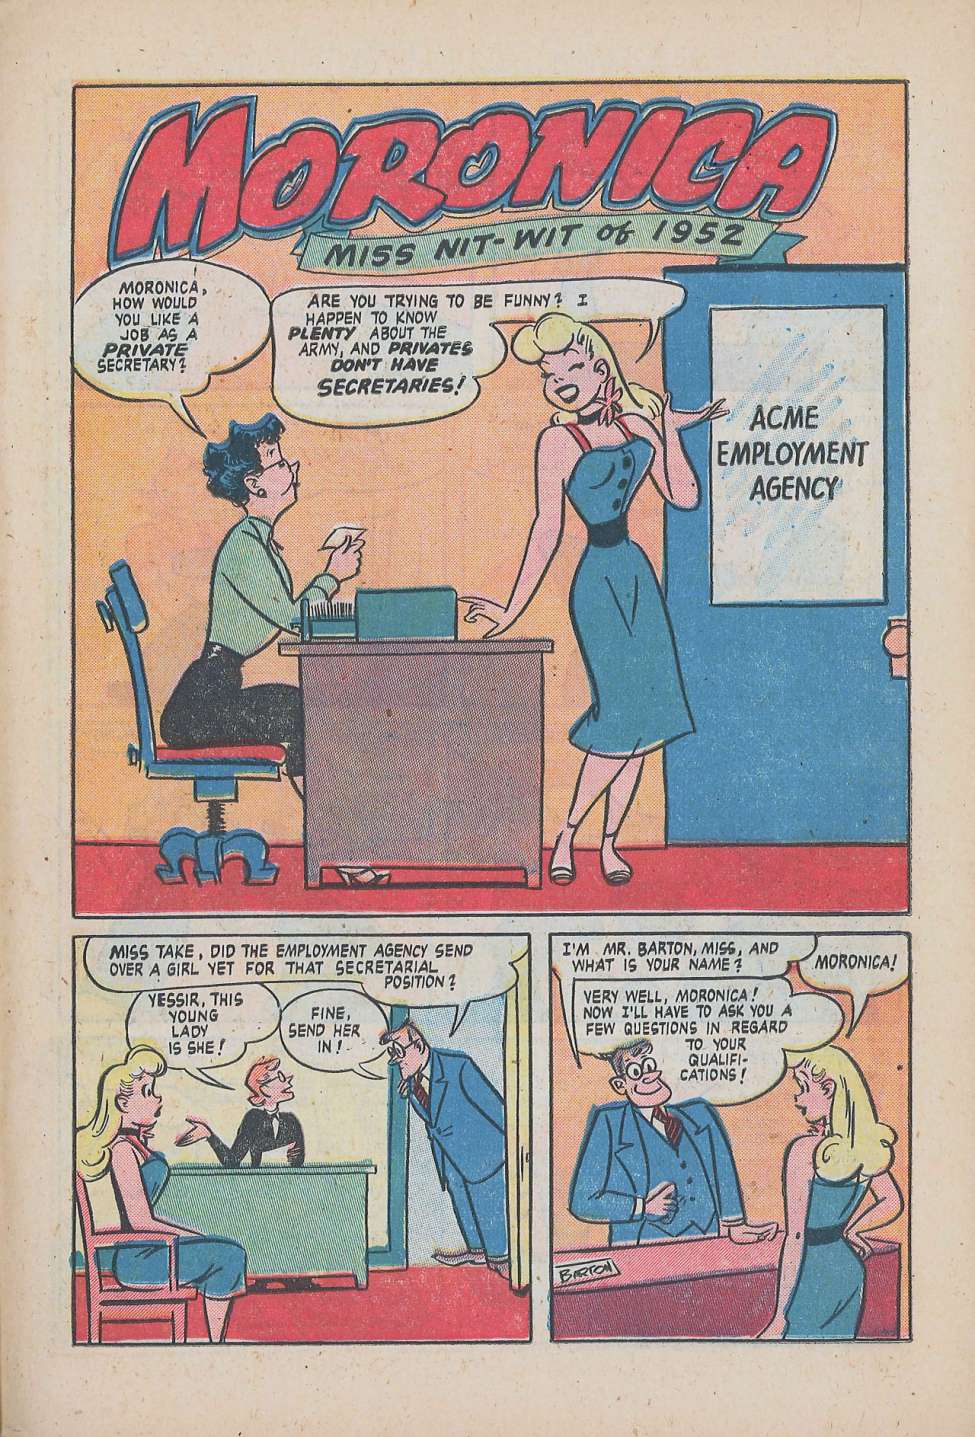 MORONICA
MISS NIT-WIT of 1952
MORONICA,
HOW WOULD
YOU LIKE A
JOB AS A
PRIVATE
SECRETARY?
ARE YOU TRYING TO BE FUNNY? I
HAPPEN TO KNOW
PLENTY ABOUT THE
ARMY, AND PRIVATES
DON'T HAVE
SECRETARIES!
ACME
EMPLOYMENT
AGENCY
MISS TAKE, DID THE EMPLOYMENT AGENCY SEND
OVER A GIRL YET FOR THAT SECRETARIAL
POSITION?
YESSIR, THIS
YOUNG
LADY
IS SHE!
FINE,
SEND HER
IN!
I'M MR. BARTON, MISS, AND
WHAT IS YOUR NAME?
MORONICA!
VERY WELL, MORONICA!
NOW I'LL HAVE TO ASK YOU A
FEW QUESTIONS IN REGARD
TO YOUR
QUALIFI-
CATIONS!
BARTON